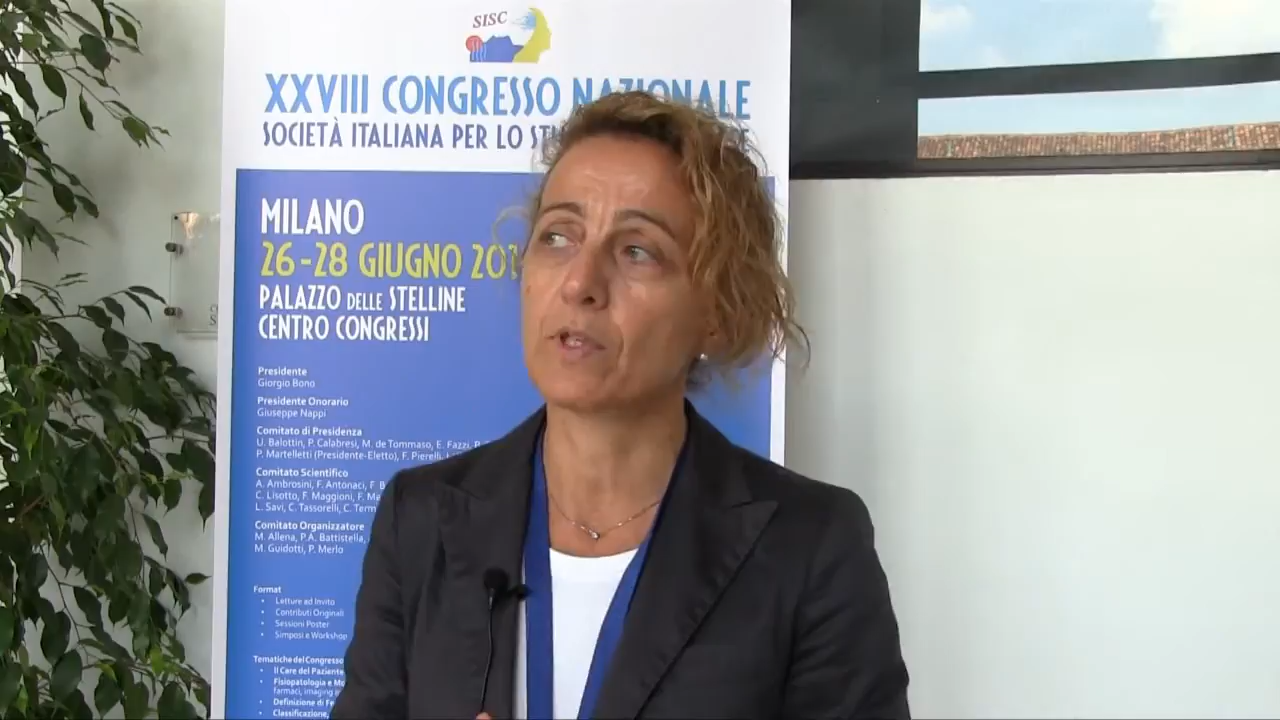 SISC
XXVIII CONGRESSO NAZIONALE
SOCIETÀ ITALIANA PER LO
MILANO
26-28 GIUGNO
PALAZZO DELLE STELLINE
CENTRO CONGRESSI
Presidente
Giorgio Bono
Presidente Onorario
Giuseppe Nappi
Comitato di Presidenza
U. Balottin, P. Calabresi, M. de Tommaso, E. Fazzi,
P. Martelletti (Presidente-Eletto), F. Pierelli,
Comitato Scientifico
A. Ambrosini, F. Antonaci, F
C. Lisotto, F. Maggioni, F.
L. Savi, C. Tassorelli, C.
Comitato Organizzatore
M. Allena, P.A. Battistella,
M. Guidotti, P. Merlo
Format
• Letture ad Invito
• Contributi Originali
• Sessioni Poster
• Simposi e Workshop
Tematiche del Congresso
• Il Care del Paziente
• Fisiopatologia e
farmaci, imaging
• Definizione di
• Classificazione,